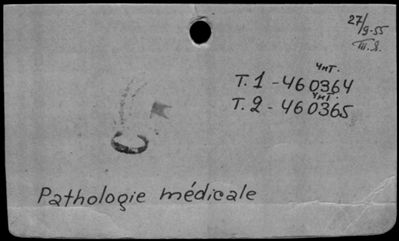 27/9-55
Ш.Я.
Чит.
Т.1 - 460364
Чит.
Т.2 - 460365
Pathologie médicale